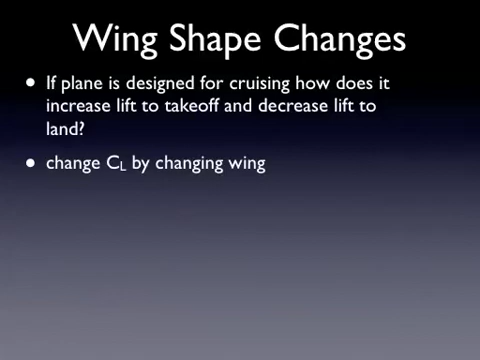 Wing Shape Changes
• If plane is designed for cruising how does it
increase lift to takeoff and decrease lift to
land?
• change CL by changing wing